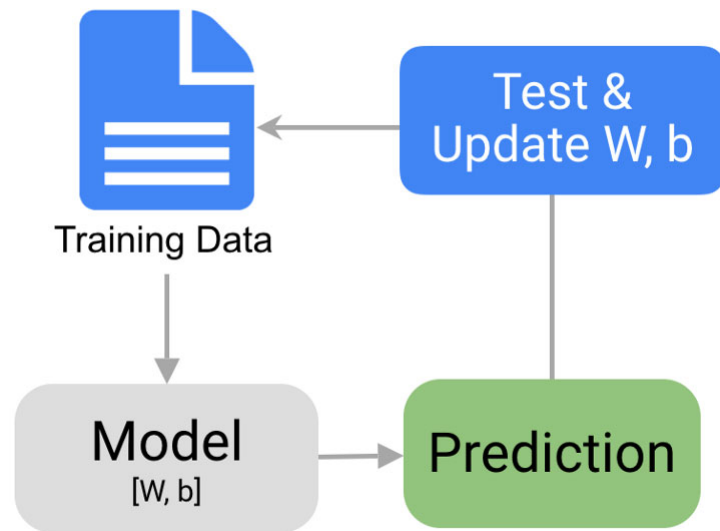 Test &
Update W, b
Training Data
Model
[W, b]
Prediction